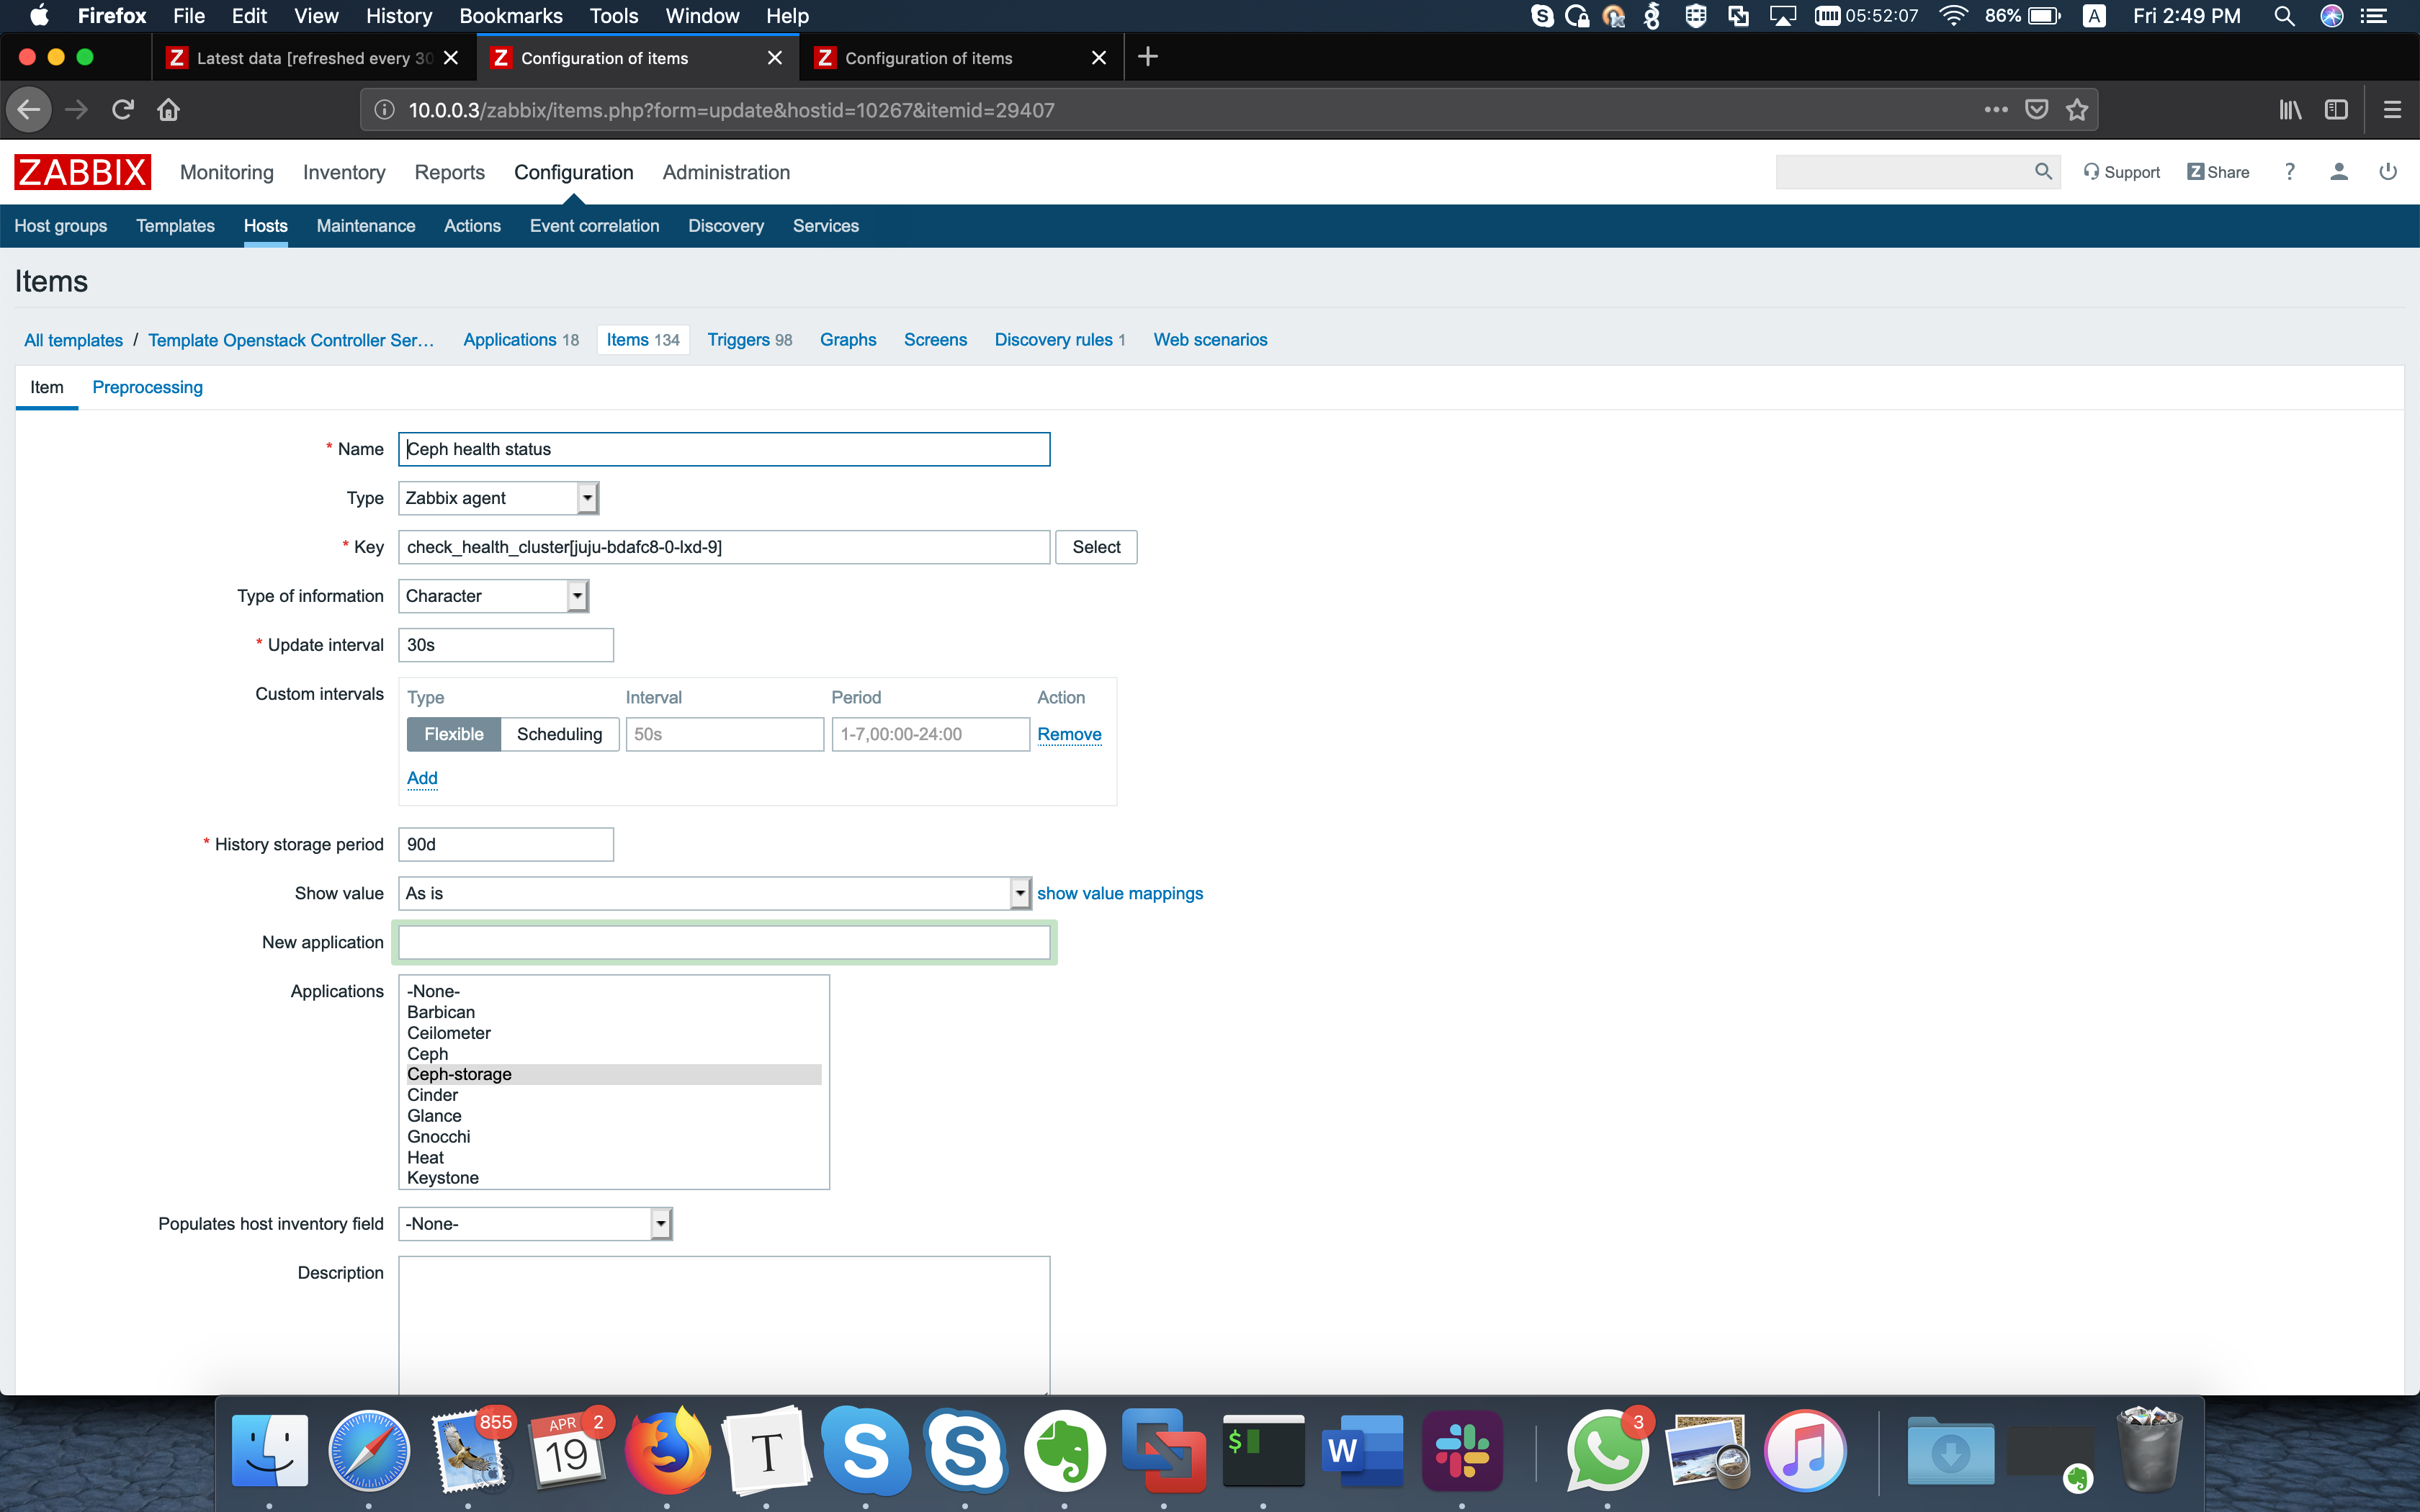 Firefox File Edit View History Bookmarks Tools Window Help 05:52:07 86% A Fri 2:49 PM
Z Latest data [refreshed every 30 Z Configuration of items Z Configuration of items
10.0.0.3/zabbix/items.php?form=update&hostid=10267&itemid=29407
ZABBIX Monitoring Inventory Reports Configuration Administration Support Z Share ?
Host groups Templates Hosts Maintenance Actions Event correlation Discovery Services
Items
All templates / Template Openstack Controller Ser... Applications 18 Items 134 Triggers 98 Graphs Screens Discovery rules 1 Web scenarios
Item Preprocessing
* Name Ceph health status
Type Zabbix agent
* Key check_health_cluster[juju-bdafc8-0-lxd-9] Select
Type of information Character
* Update interval 30s
Custom intervals Type Interval Period Action
Flexible Scheduling 50s 1-7,00:00-24:00 Remove
Add
* History storage period 90d
Show value As is show value mappings
New application
Applications -None-
Barbican
Ceilometer
Ceph
Ceph-storage
Cinder
Glance
Gnocchi
Heat
Keystone
Populates host inventory field -None-
Description
855 APR 2 3
19 T S S $ W